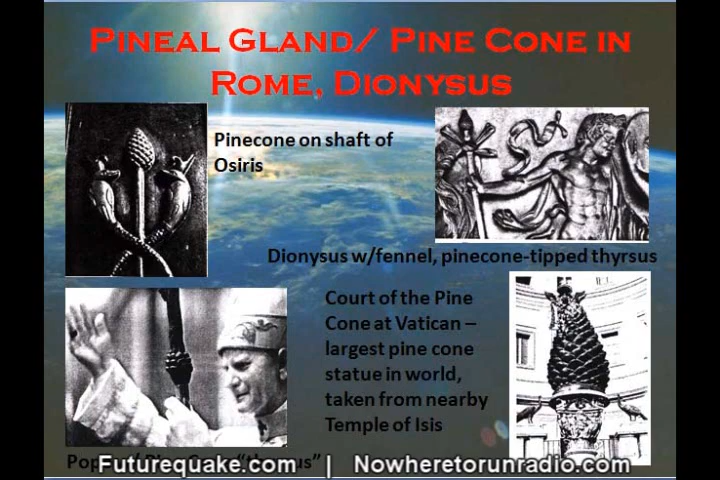 Pineal Gland/ Pine Cone in
Rome, Dionysus
Pinecone on shaft of
Osiris
Dionysus w/fennel, pinecone-tipped thyrsus
Court of the Pine
Cone at Vatican –
largest pine cone
statue in world,
taken from nearby
Temple of Isis
Futurequake.com | Nowheretorunradio.com